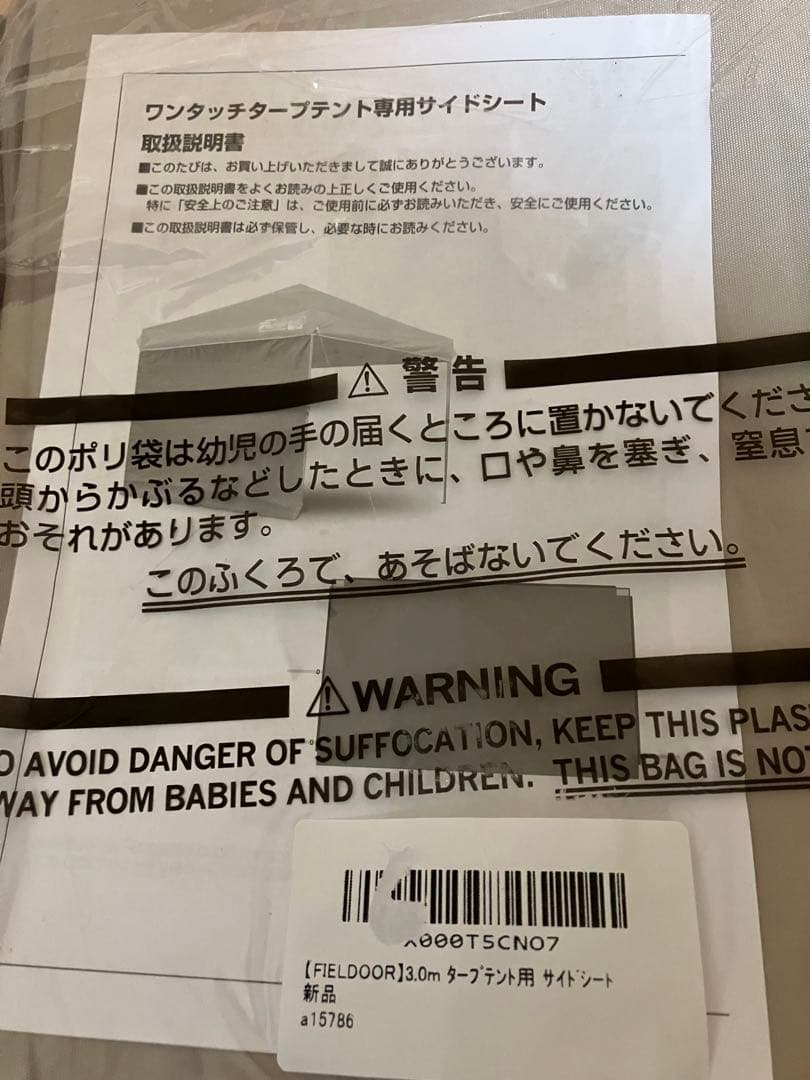 ワンタッチタープテント専用サイドシート
取扱説明書
■このたびは、お買い上げいただきまして誠にありがとうございます。
■この取扱説明書をよくお読みの上正しくご使用ください。
特に「安全上のご注意」は、ご使用前に必ずお読みいただき、安全にご使用ください。
■この取扱説明書は必ず保管し、必要な時にお読みください。
⚠警告
このポリ袋は幼児の手の届くところに置かないでくださ
頭からかぶるなどしたときに、口や鼻を塞ぎ、窒息
おそれがあります。
このふくろで、あそばないでください。
⚠WARNING
O AVOID DANGER OF SUFFOCATION, KEEP THIS PLAS
WAY FROM BABIES AND CHILDREN. THIS BAG IS NO
X000T5CNO7
【FIELDOOR】3.0m タープテント用 サイドシート
新品
a15786